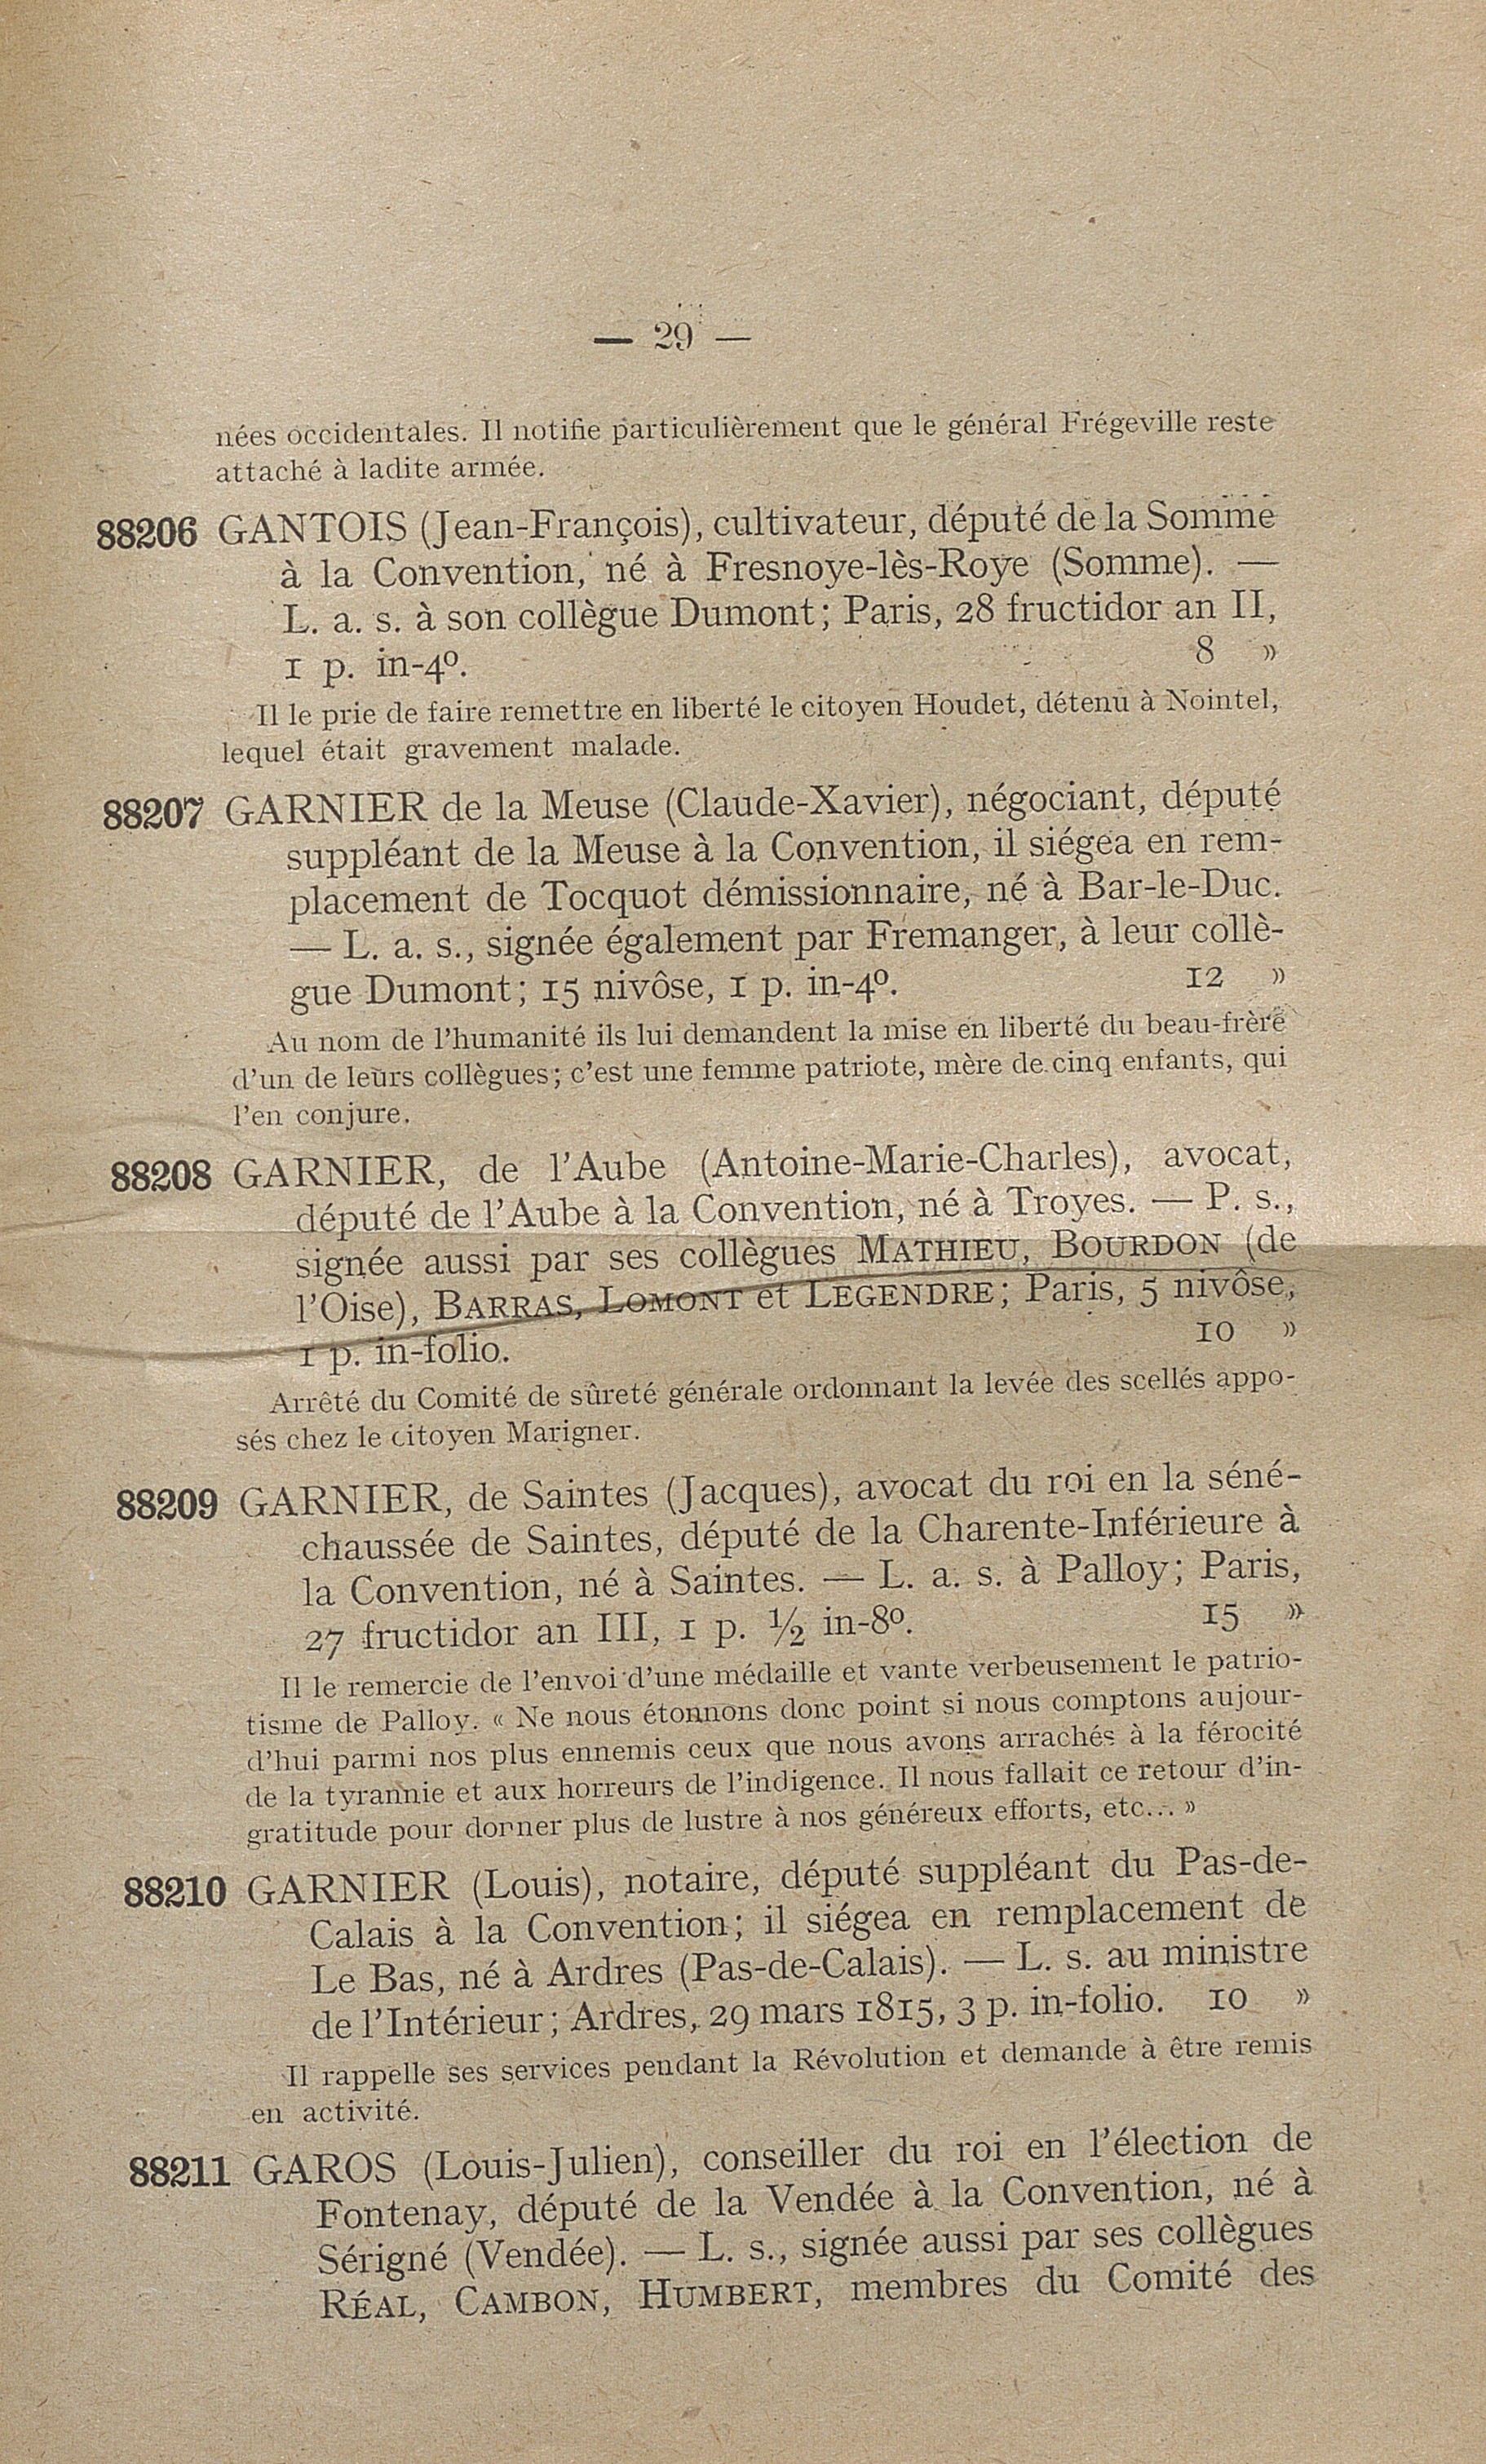 — 29 —
nées occidentales. Il notifie particulièrement que le général Frégeville reste
attaché à ladite armée.
88206 GANTOIS (Jean-François), cultivateur, député de la Somme
à la Convention, né à Fresnoye-lès-Roye (Somme). —
L. a. s. à son collègue Dumont; Paris, 28 fructidor an II,
1 p. in-4º. 8 »
Il le prie de faire remettre en liberté le citoyen Houdet, détenu à Nointel,
lequel était gravement malade.
88207 GARNIER de la Meuse (Claude-Xavier), négociant, député
suppléant de la Meuse à la Convention, il siégea en rem-
placement de Tocquot démissionnaire, né à Bar-le-Duc.
— L. a. s., signée également par Fremanger, à leur collè-
gue Dumont; 15 nivôse, 1 p. in-4º. 12 »
Au nom de l'humanité ils lui demandent la mise en liberté du beau-frère
d'un de leurs collègues; c'est une femme patriote, mère de cinq enfants, qui
l'en conjure.
88208 GARNIER, de l'Aube (Antoine-Marie-Charles), avocat,
député de l'Aube à la Convention, né à Troyes. — P. s.,
signée aussi par ses collègues MATHIEU, BOURDON (de
l'Oise), BARRAS, LOMONT et LEGENDRE; Paris, 5 nivôse,
1 p. in-folio. 10 »
Arrêté du Comité de sûreté générale ordonnant la levée des scellés appo-
sés chez le citoyen Marigner.
88209 GARNIER, de Saintes (Jacques), avocat du roi en la séné-
chaussée de Saintes, député de la Charente-Inférieure à
la Convention, né à Saintes. — L. a. s. à Palloy; Paris,
27 fructidor an III, 1 p. ½ in-8º. 15 »
Il le remercie de l'envoi d'une médaille et vante verbeusement le patrio-
tisme de Palloy. « Ne nous étonnons donc point si nous comptons aujour-
d'hui parmi nos plus ennemis ceux que nous avons arrachés à la férocité
de la tyrannie et aux horreurs de l'indigence. Il nous fallait ce retour d'in-
gratitude pour donner plus de lustre à nos généreux efforts, etc... »
88210 GARNIER (Louis), notaire, député suppléant du Pas-de-
Calais à la Convention; il siégea en remplacement de
Le Bas, né à Ardres (Pas-de-Calais). — L. s. au ministre
de l'Intérieur; Ardres, 29 mars 1815, 3 p. in-folio. 10 »
Il rappelle ses services pendant la Révolution et demande à être remis
en activité.
88211 GAROS (Louis-Julien), conseiller du roi en l'élection de
Fontenay, député de la Vendée à la Convention, né à
Sérigné (Vendée). — L. s., signée aussi par ses collègues
RÉAL, CAMBON, HUMBERT, membres du Comité des